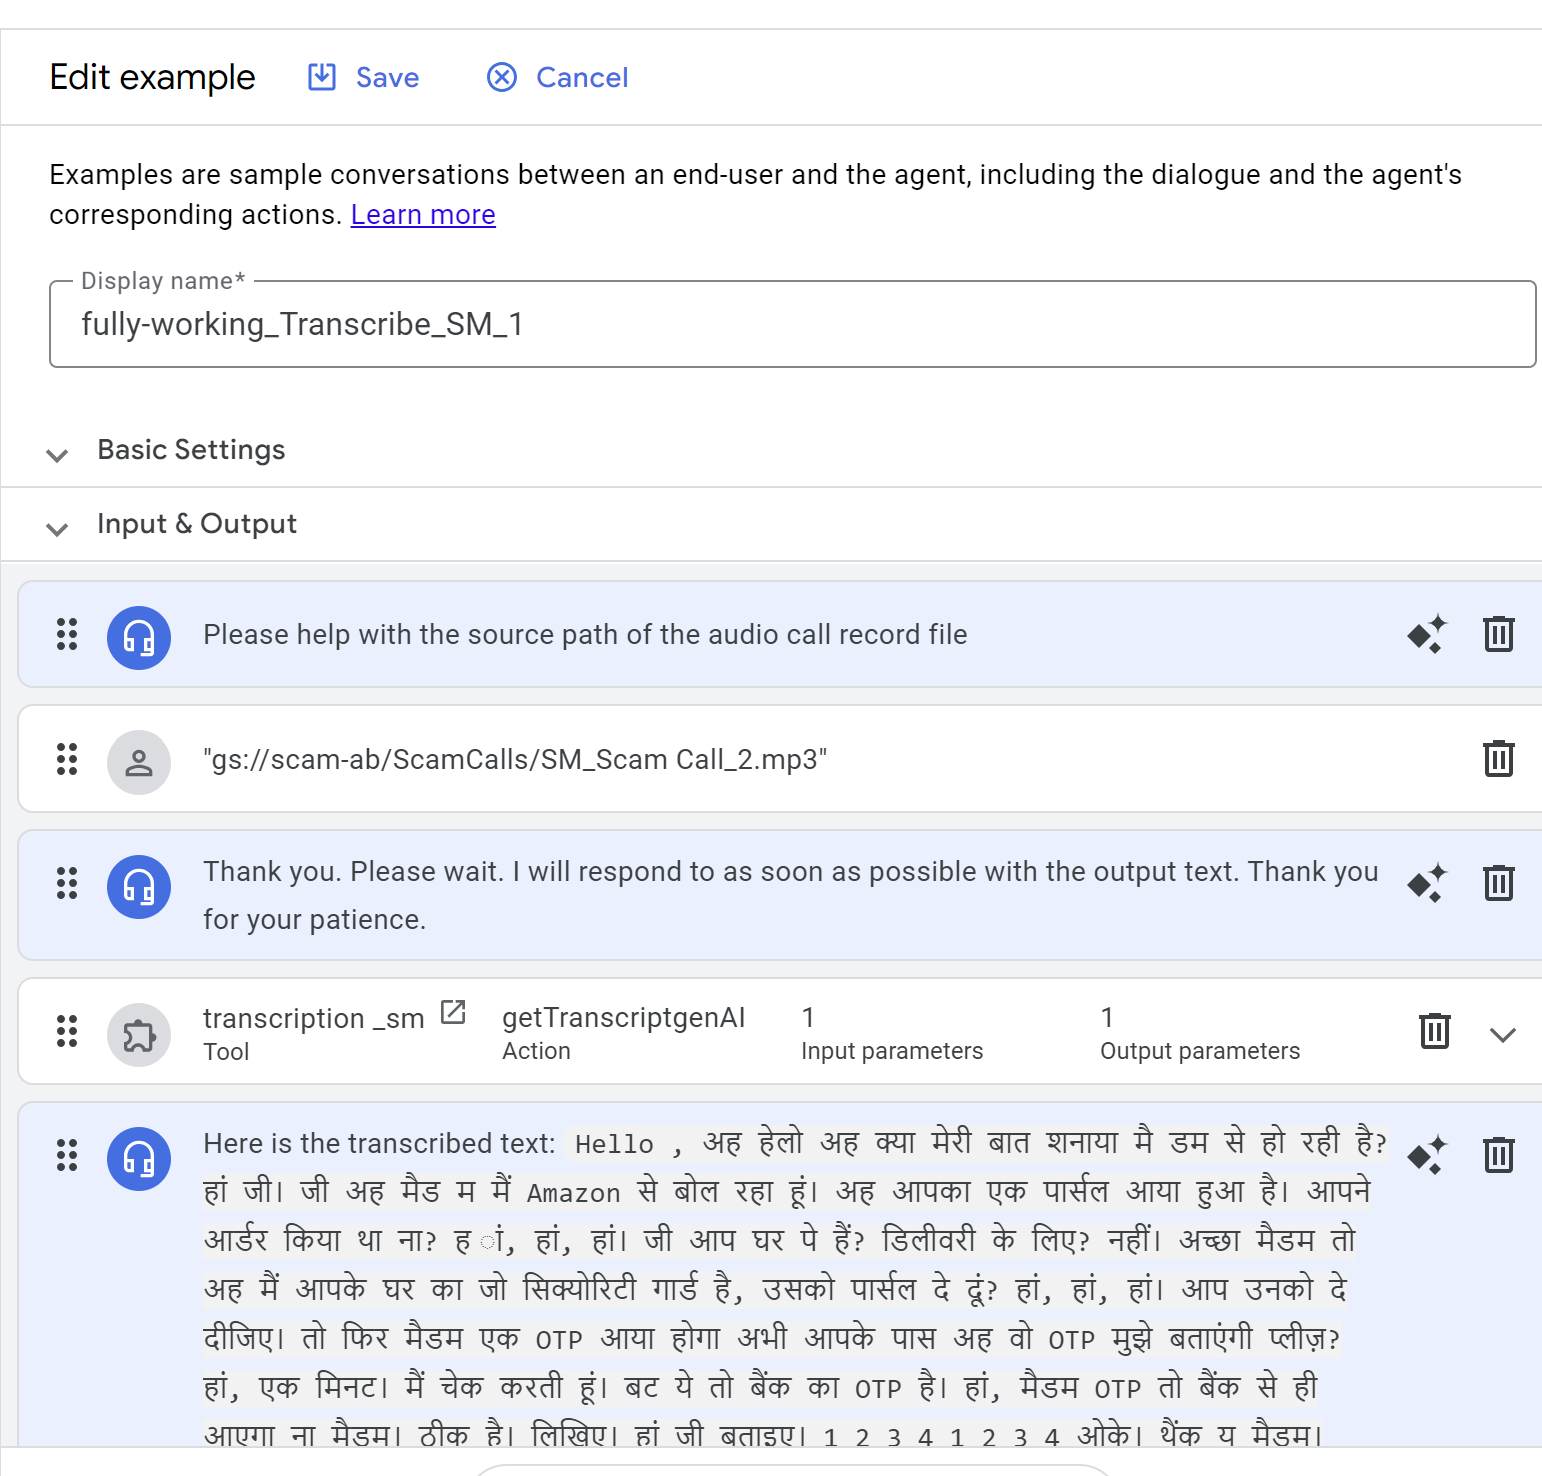 Edit example Save Cancel
Examples are sample conversations between an end-user and the agent, including the dialogue and the agent's
corresponding actions. Learn more
Display name*
fully-working_Transcribe_SM_1
Basic Settings
Input & Output
Please help with the source path of the audio call record file
"gs://scam-ab/ScamCalls/SM_Scam Call_2.mp3"
Thank you. Please wait. I will respond to as soon as possible with the output text. Thank you
for your patience.
transcription _sm getTranscriptgenAI 1 1
Tool Action Input parameters Output parameters
Here is the transcribed text: Hello , अह हेलो अह क्या मेरी बात शनाया मै डम से हो रही है?
हां जी। जी अह मैड म मैं Amazon से बोल रहा हूं। अह आपका एक पार्सल आया हुआ है। आपने
आर्डर किया था ना? ह ां, हां, हां। जी आप घर पे हैं? डिलीवरी के लिए? नहीं। अच्छा मैडम तो
अह मैं आपके घर का जो सिक्योरिटी गार्ड है, उसको पार्सल दे दूं? हां, हां, हां। आप उनको दे
दीजिए। तो फिर मैडम एक OTP आया होगा अभी आपके पास अह वो OTP मुझे बताएंगी प्लीज़?
हां, एक मिनट। मैं चेक करती हूं। बट ये तो बैंक का OTP है। हां, मैडम OTP तो बैंक से ही
आएगा ना मैडम। ठीक है। लिखिए। हां जी बताइए। 1 2 3 4 1 2 3 4 ओके। थैंक यू मैडम।